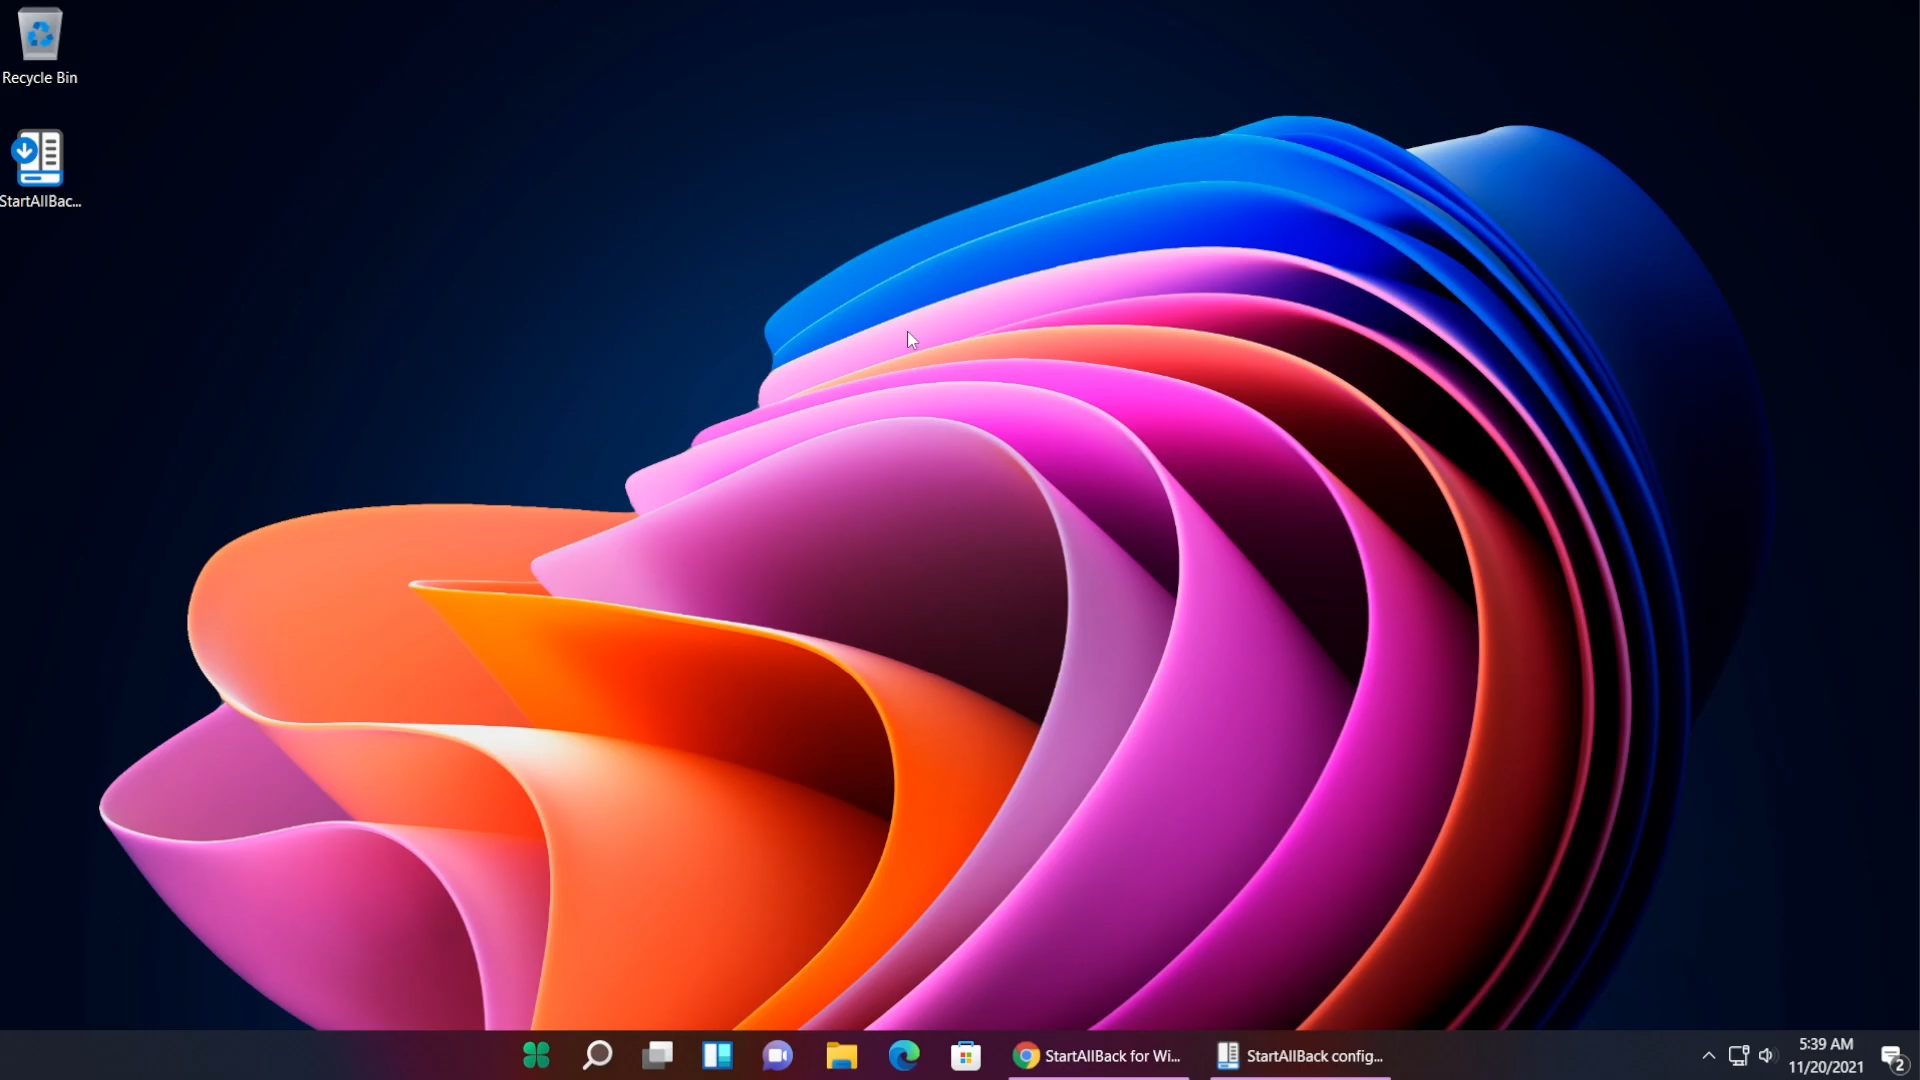 Recycle Bin
StartAllBac...
StartAllBack for Wi...
StartAllBack config...
5:39 AM
11/20/2021
2